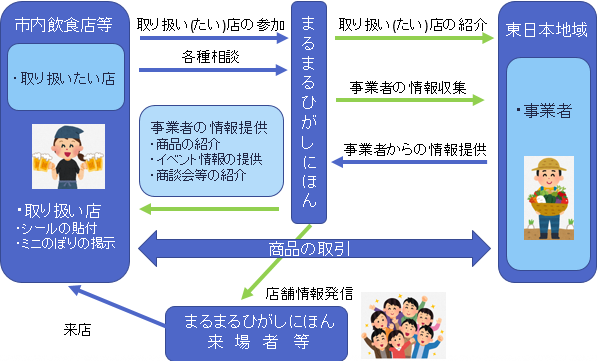 市内飲食店等
・取り扱いたい店
・取り扱い店
・シールの貼付
・ミニのぼりの掲示
取り扱い(たい)店の参加
各種相談
事業者の情報提供
・商品の紹介
・イベント情報の提供
・商談会等の紹介
まるまるひがしにほん
取り扱い(たい)店の紹介
事業者の情報収集
事業者からの情報提供
東日本地域
・事業者
商品の取引
店舗情報発信
来店
まるまるひがしにほん
来場者等